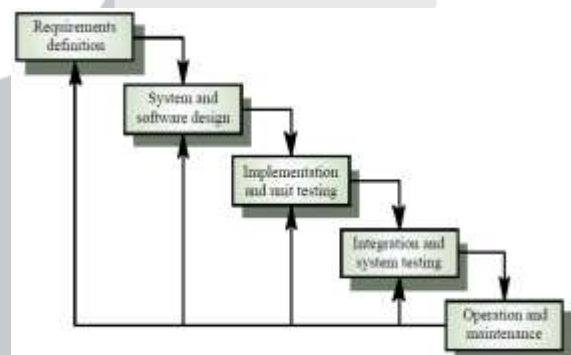 Requirements
definition
System and
software design
Implementation
and unit testing
Integration and
system testing
Operation and
maintenance